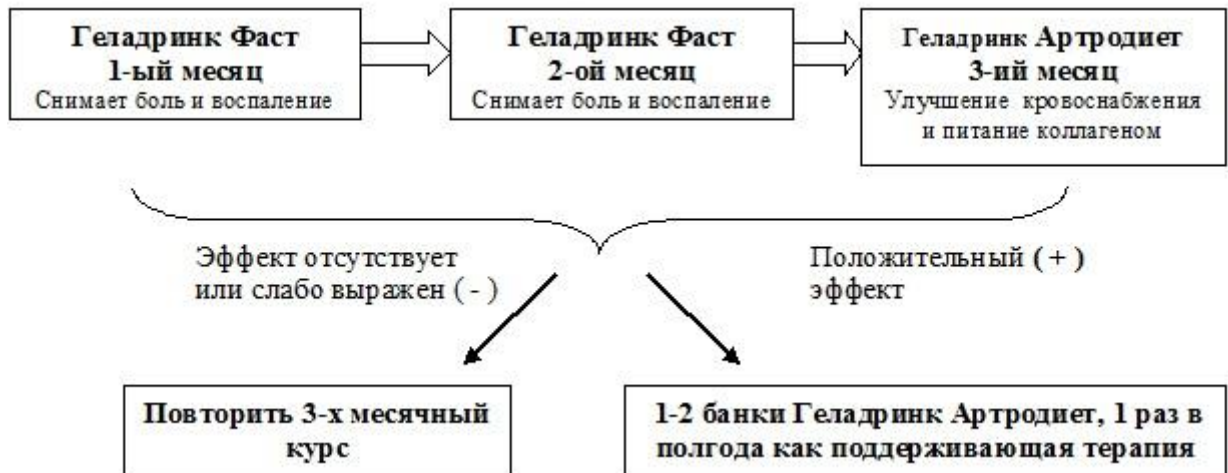 Геладринк Фаст
1-ый месяц
Снимает боль и воспаление
Геладринк Фаст
2-ой месяц
Снимает боль и воспаление
Геладринк Артродиет
3-ий месяц
Улучшение кровоснабжения
и питание коллагеном
Эффект отсутствует
или слабо выражен ( - )
Положительный ( + )
эффект
Повторить 3-х месячный
курс
1-2 банки Геладринк Артродиет, 1 раз в
полгода как поддерживающая терапия